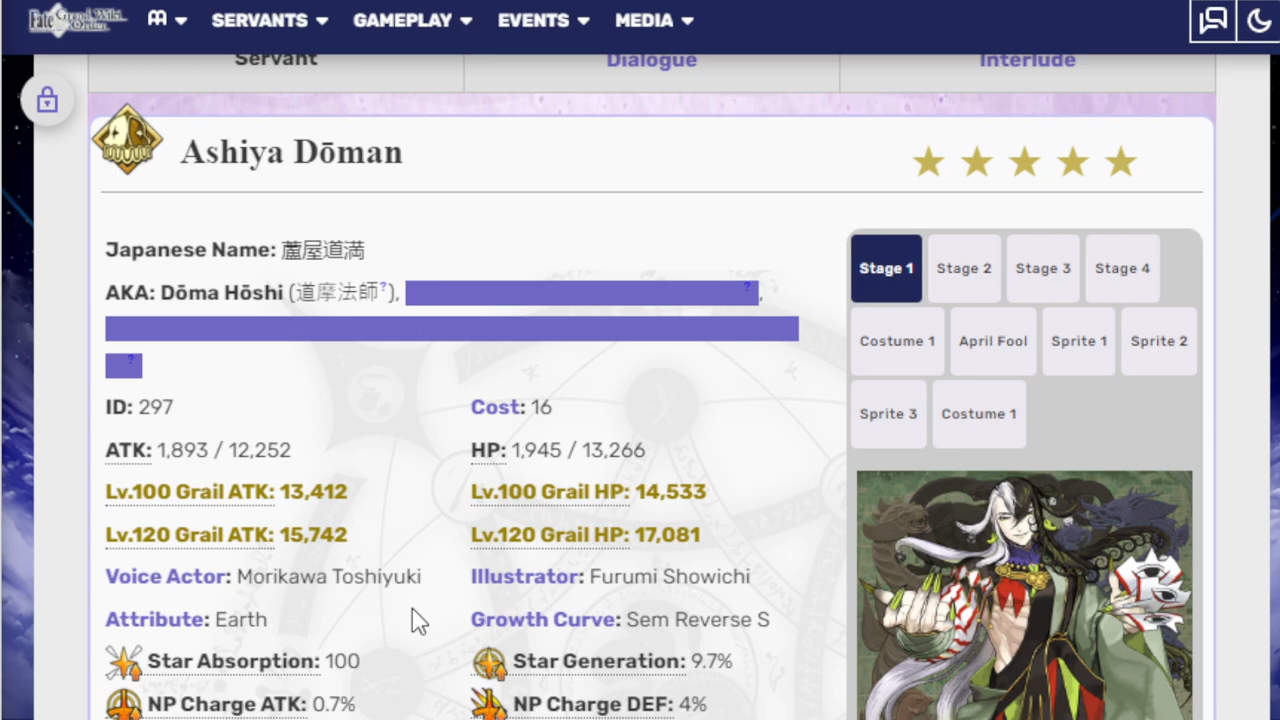 Fate Grand Order Wiki
SERVANTS GAMEPLAY EVENTS MEDIA
Servant Dialogue Interlude
Ashiya Dōman
Japanese Name: 蘆屋道満
AKA: Dōma Hōshi (道摩法師?), ?,
?
ID: 297 Cost: 16
ATK: 1,893 / 12,252 HP: 1,945 / 13,266
Lv.100 Grail ATK: 13,412 Lv.100 Grail HP: 14,533
Lv.120 Grail ATK: 15,742 Lv.120 Grail HP: 17,081
Voice Actor: Morikawa Toshiyuki Illustrator: Furumi Showichi
Attribute: Earth Growth Curve: Sem Reverse S
Star Absorption: 100 Star Generation: 9.7%
NP Charge ATK: 0.7% NP Charge DEF: 4%
Stage 1 Stage 2 Stage 3 Stage 4
Costume 1 April Fool Sprite 1 Sprite 2
Sprite 3 Costume 1